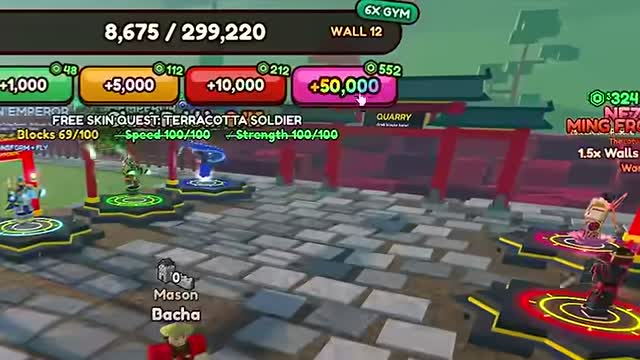 6X GYM
8,675 / 299,220
WALL 12
48
112
212
552
+1,000
+5,000
+10,000
+50,000
324
FREE SKIN QUEST: TERRACOTTA SOLDIER
QUARRY
Blocks 69/100
Speed 100/100
Strength 100/100
EMPEROR
MING
1.5x Walls
+ FLY
0
Mason
Bacha